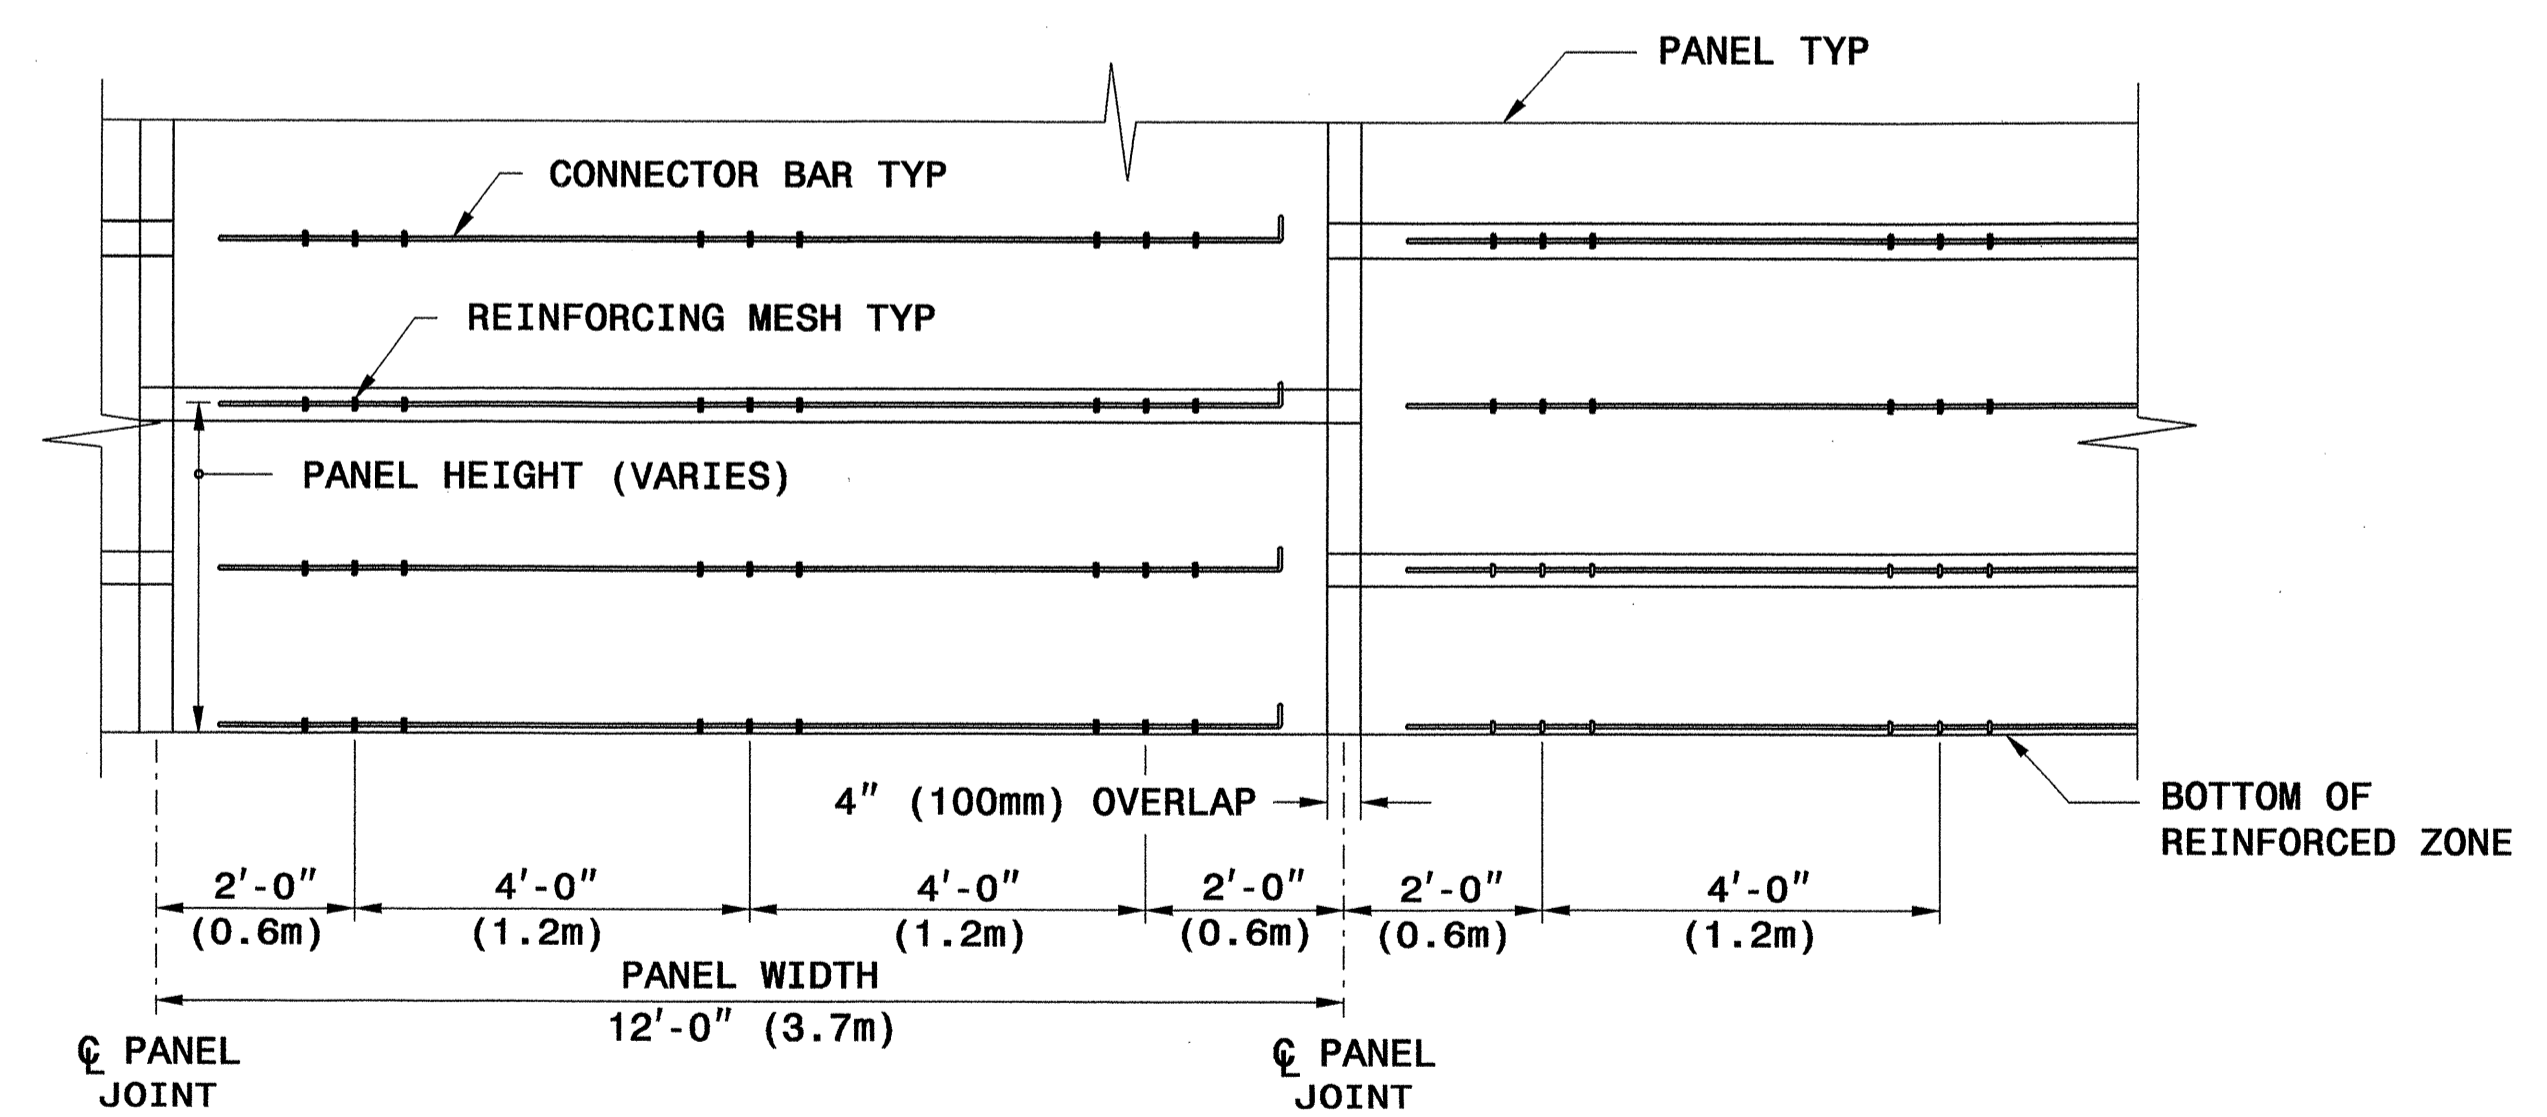 PANEL TYP
CONNECTOR BAR TYP
REINFORCING MESH TYP
PANEL HEIGHT (VARIES)
4" (100mm) OVERLAP
BOTTOM OF
REINFORCED ZONE
2'-0" 4'-0" 4'-0" 2'-0" 2'-0" 4'-0"
(0.6m) (1.2m) (1.2m) (0.6m) (0.6m) (1.2m)
PANEL WIDTH
12'-0" (3.7m)
℄ PANEL
JOINT
℄ PANEL
JOINT